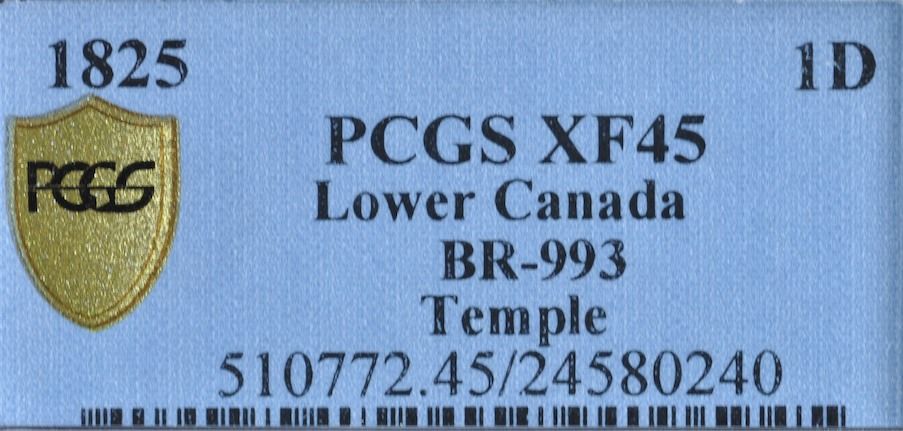 1825 1D
PCGS
PCGS XF45
Lower Canada
BR-993
Temple
510772.45/24580240